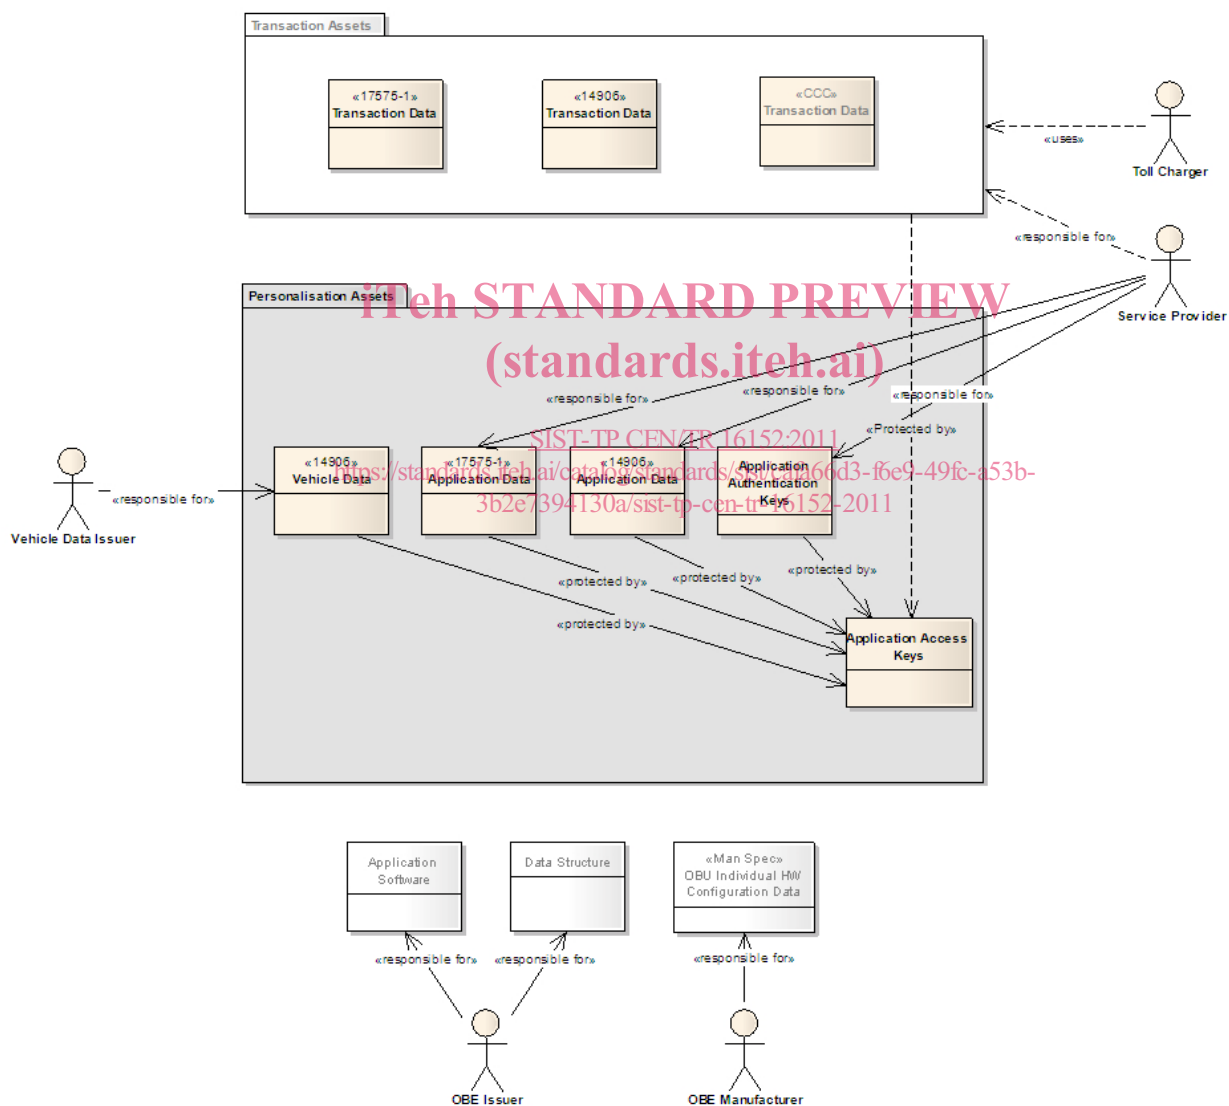 Transaction Assets
«17575-1»
Transaction Data
«14906»
Transaction Data
«CCC»
Transaction Data
«uses»
Toll Charger
«responsible for»
Service Provider
Personalisation Assets
iTeh STANDARD PREVIEW
(standards.iteh.ai)
«responsible for»
«responsible for»
«responsible for»
«Protected by»
SIST-TP CEN/TR 16152:2011
https://standards.iteh.ai/catalog/standards/sist/ca1a66d3-f6e9-49fc-a53b-
3b2e7394130a/sist-tp-cen-tr-16152-2011
«responsible for»
Vehicle Data Issuer
«14906»
Vehicle Data
«17575-1»
Application Data
«14906»
Application Data
Application
Authentication
Keys
«protected by»
«protected by»
«protected by»
«protected by»
Application Access
Keys
Application
Software
Data Structure
«Man Spec»
OBU Individual HW
Configuration Data
«responsible for»
«responsible for»
«responsible for»
OBE Issuer
OBE Manufacturer